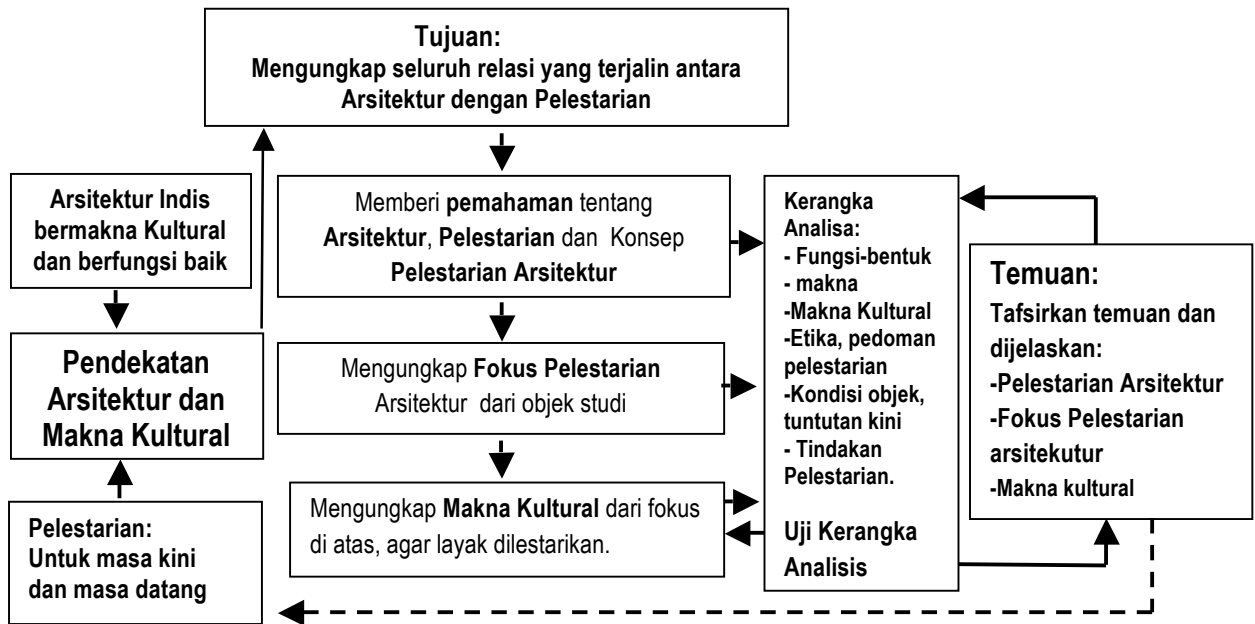 Tujuan:
Mengungkap seluruh relasi yang terjalin antara
Arsitektur dengan Pelestarian
Arsitektur Indis
bermakna Kultural
dan berfungsi baik
Pendekatan
Arsitektur dan
Makna Kultural
Pelestarian:
Untuk masa kini
dan masa datang
Memberi pemahaman tentang
Arsitektur, Pelestarian dan Konsep
Pelestarian Arsitektur
Mengungkap Fokus Pelestarian
Arsitektur dari objek studi
Mengungkap Makna Kultural dari fokus
di atas, agar layak dilestarikan.
Kerangka
Analisa:
- Fungsi-bentuk
- makna
-Makna Kultural
-Etika, pedoman
pelestarian
-Kondisi objek,
tuntutan kini
- Tindakan
Pelestarian.
Uji Kerangka
Analisis
Temuan:
Tafsirkan temuan dan
dijelaskan:
-Pelestarian Arsitektur
-Fokus Pelestarian
arsitekutur
-Makna kultural